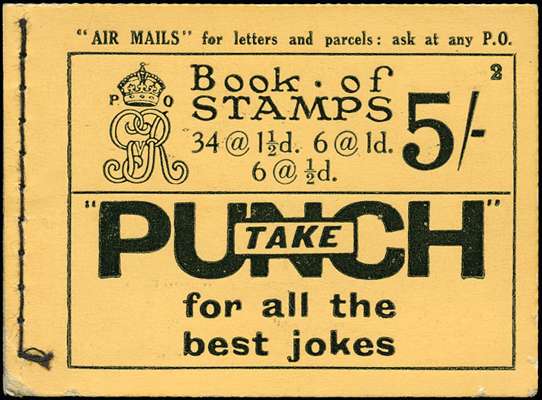 "AIR MAILS" for letters and parcels: ask at any P.O.
2
P O
GR
Book · of
STAMPS
5/-
34 @ 1½d. 6 @ 1d.
6 @ ½d.
"PUNCH"
TAKE
for all the
best jokes